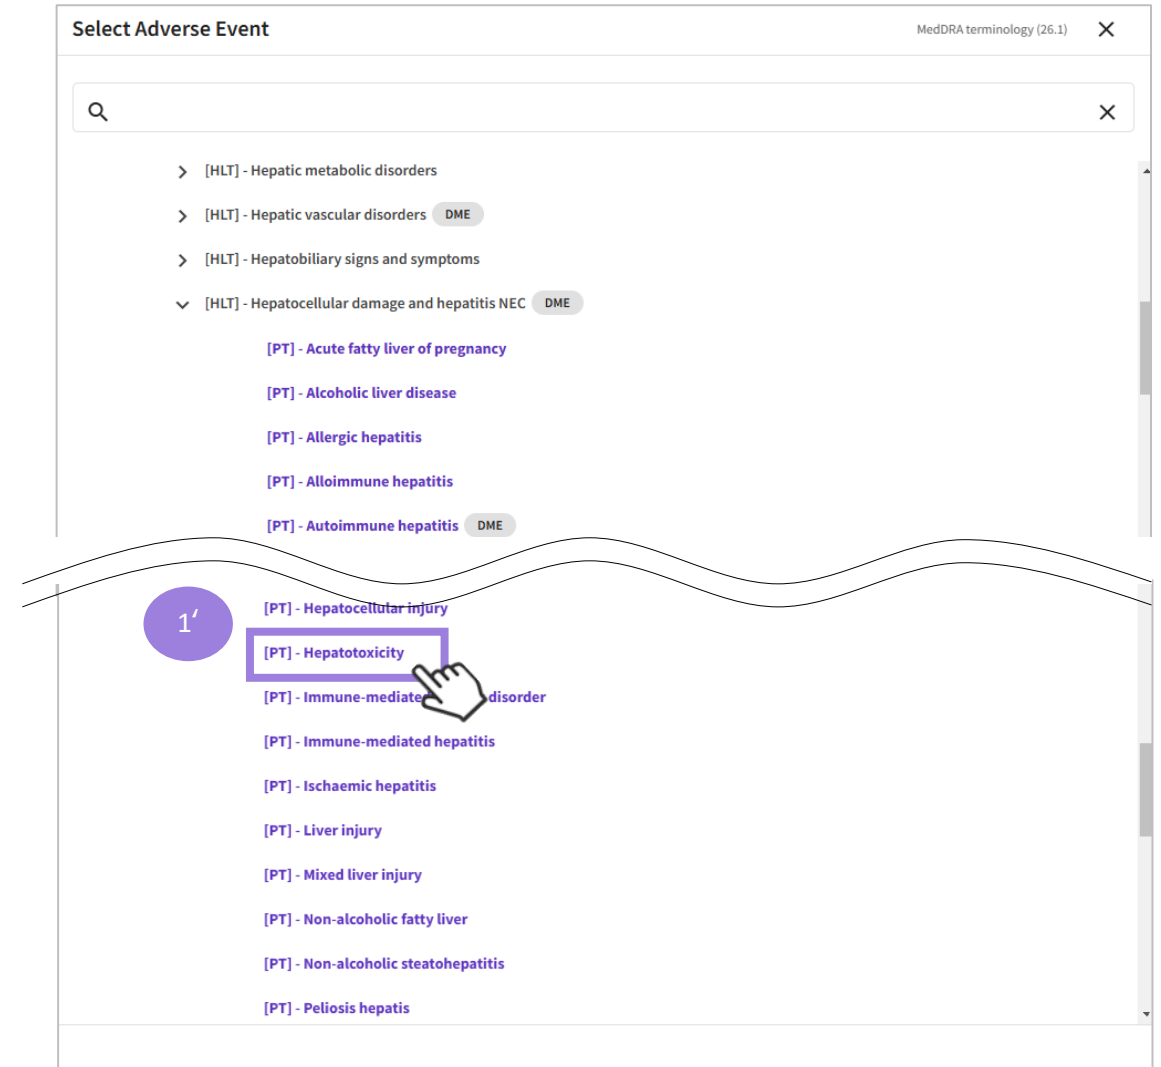 Select Adverse Event
MedDRA terminology (26.1)
[HLT] - Hepatic metabolic disorders
[HLT] - Hepatic vascular disorders DME
[HLT] - Hepatobiliary signs and symptoms
[HLT] - Hepatocellular damage and hepatitis NEC DME
[PT] - Acute fatty liver of pregnancy
[PT] - Alcoholic liver disease
[PT] - Allergic hepatitis
[PT] - Alloimmune hepatitis
[PT] - Autoimmune hepatitis DME
[PT] - Hepatocellular injury
1‘
[PT] - Hepatotoxicity
[PT] - Immune-mediate disorder
[PT] - Immune-mediated hepatitis
[PT] - Ischaemic hepatitis
[PT] - Liver injury
[PT] - Mixed liver injury
[PT] - Non-alcoholic fatty liver
[PT] - Non-alcoholic steatohepatitis
[PT] - Peliosis hepatis